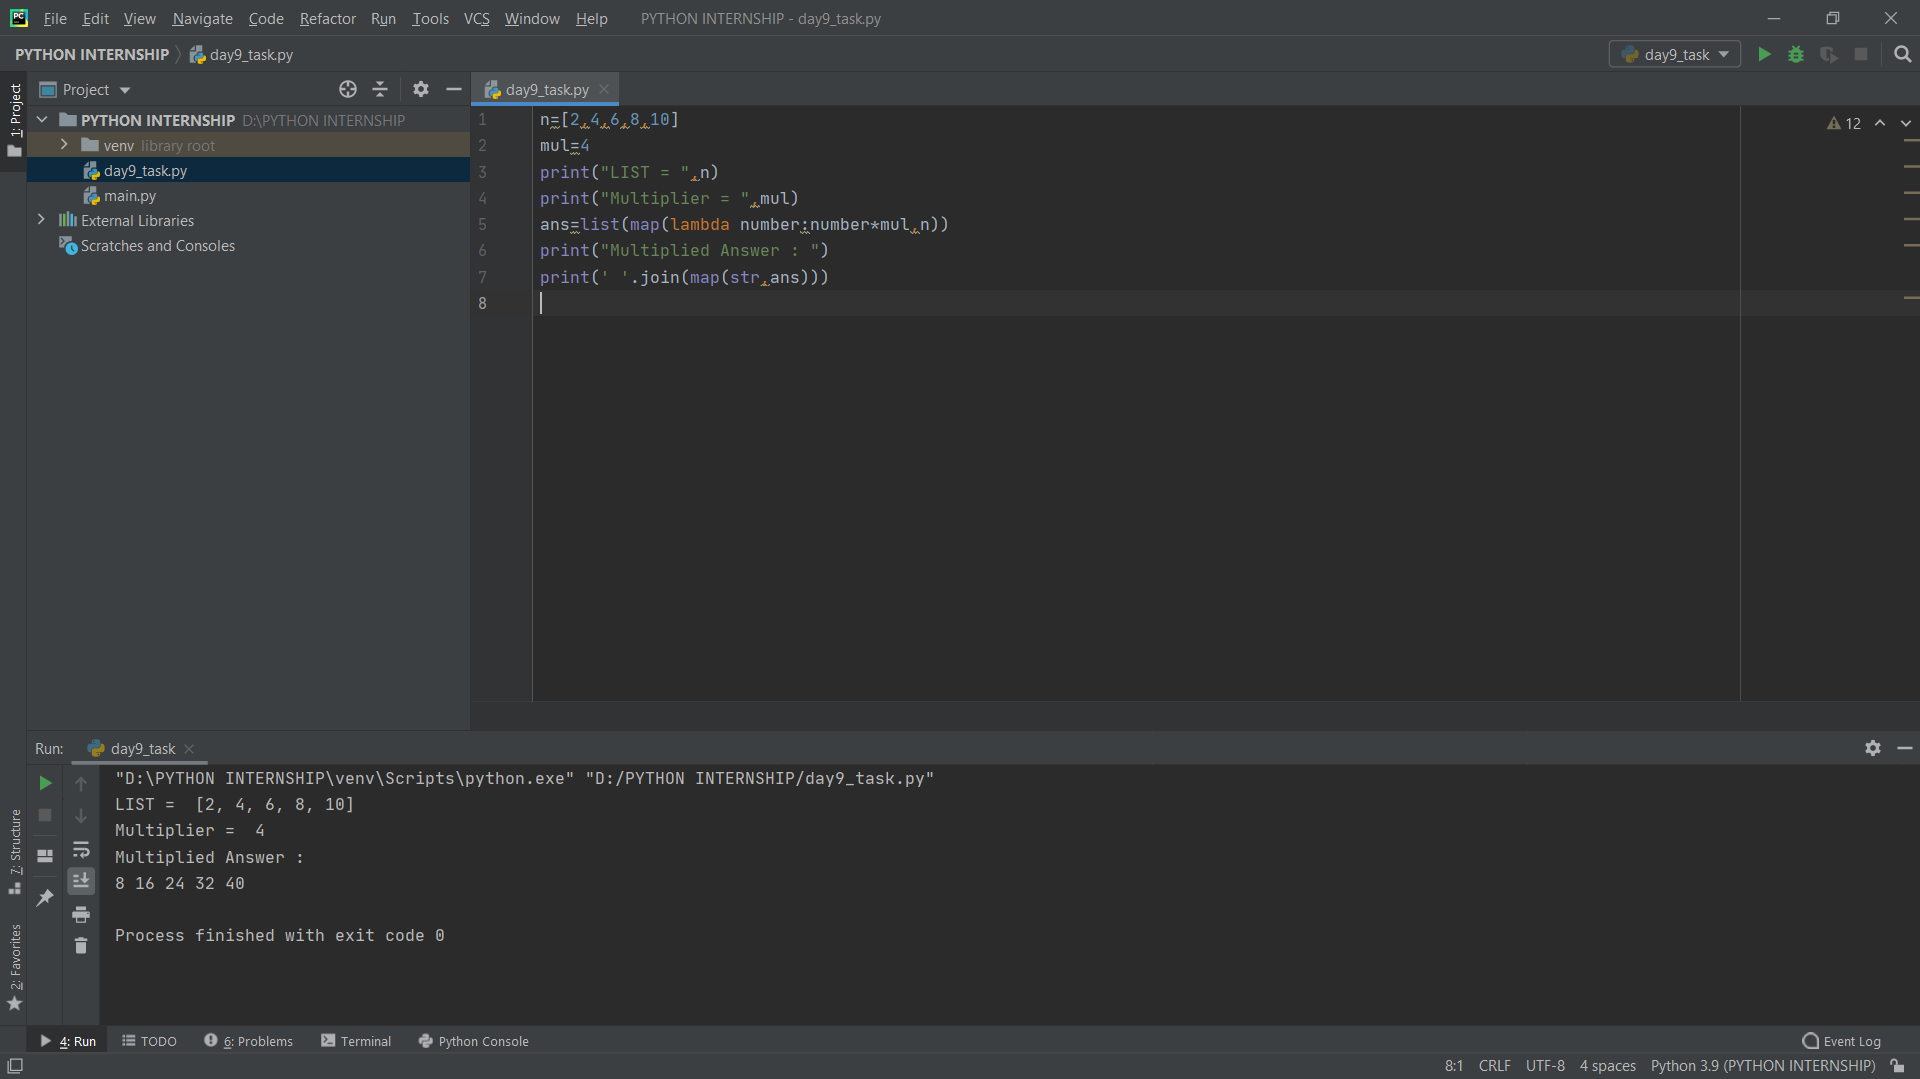 File Edit View Navigate Code Refactor Run Tools VCS Window Help PYTHON INTERNSHIP - day9_task.py
PYTHON INTERNSHIP day9_task.py day9_task
1: Project
Project
day9_task.py
PYTHON INTERNSHIP D:\PYTHON INTERNSHIP
venv library root
day9_task.py
main.py
External Libraries
Scratches and Consoles
12
1 n=[2,4,6,8,10]
2 mul=4
3 print("LIST = ",n)
4 print("Multiplier = ",mul)
5 ans=list(map(lambda number:number*mul,n))
6 print("Multiplied Answer : ")
7 print(' '.join(map(str,ans)))
8
Run: day9_task
"D:\PYTHON INTERNSHIP\venv\Scripts\python.exe" "D:/PYTHON INTERNSHIP/day9_task.py"
LIST =  [2, 4, 6, 8, 10]
Multiplier =  4
Multiplied Answer :
8 16 24 32 40
Process finished with exit code 0
7: Structure
2: Favorites
4: Run TODO 6: Problems Terminal Python Console Event Log
8:1 CRLF UTF-8 4 spaces Python 3.9 (PYTHON INTERNSHIP)